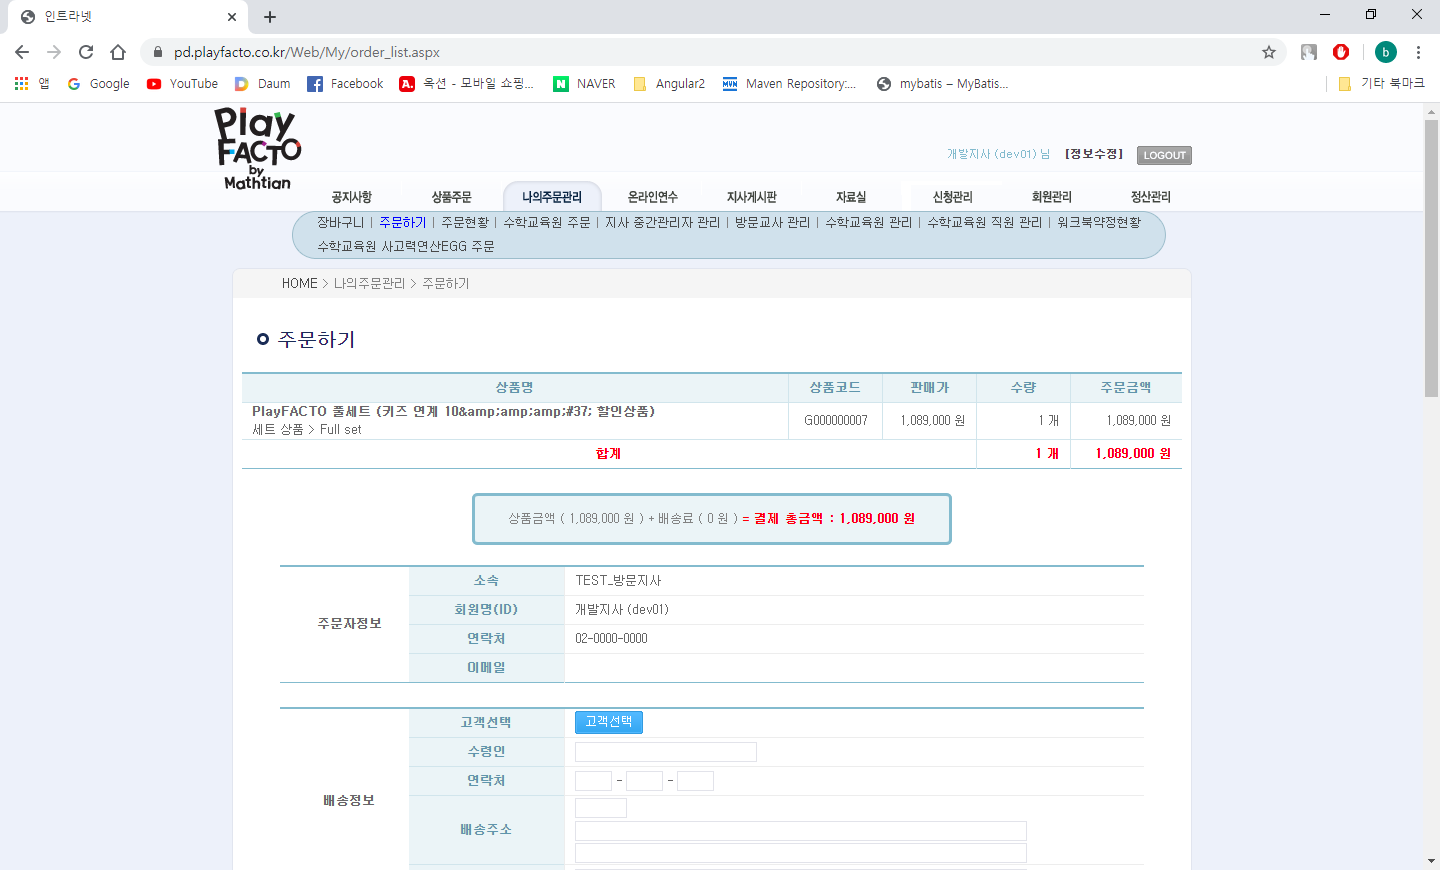 인트라넷
pd.playfacto.co.kr/Web/My/order_list.aspx
b
앱 Google YouTube Daum Facebook 옥션 - 모바일 쇼핑... NAVER Angular2 Maven Repository:... mybatis – MyBatis... 기타 북마크
Play
FACTO
by
Mathtian
개발지사 (dev01) 님 [정보수정] LOGOUT
공지사항 상품주문 나의주문관리 온라인연수 지사게시판 자료실 신청관리 회원관리 정산관리
장바구니 | 주문하기 | 주문현황 | 수학교육원 주문 | 지사 중간관리자 관리 | 방문교사 관리 | 수학교육원 관리 | 수학교육원 직원 관리 | 워크북약정현황
수학교육원 사고력연산EGG 주문
HOME > 나의주문관리 > 주문하기
주문하기
상품명 상품코드 판매가 수량 주문금액
PlayFACTO 풀세트 (키즈 연계 10&amp;amp;amp;#37; 할인상품)
세트 상품 > Full set
G000000007 1,089,000 원 1 개 1,089,000 원
합계 1 개 1,089,000 원
상품금액 ( 1,089,000 원 ) + 배송료 ( 0 원 ) = 결제 총금액 : 1,089,000 원
주문자정보
소속 TEST_방문지사
회원명(ID) 개발지사 (dev01)
연락처 02-0000-0000
이메일
배송정보
고객선택 고객선택
수령인
연락처 - -
배송주소